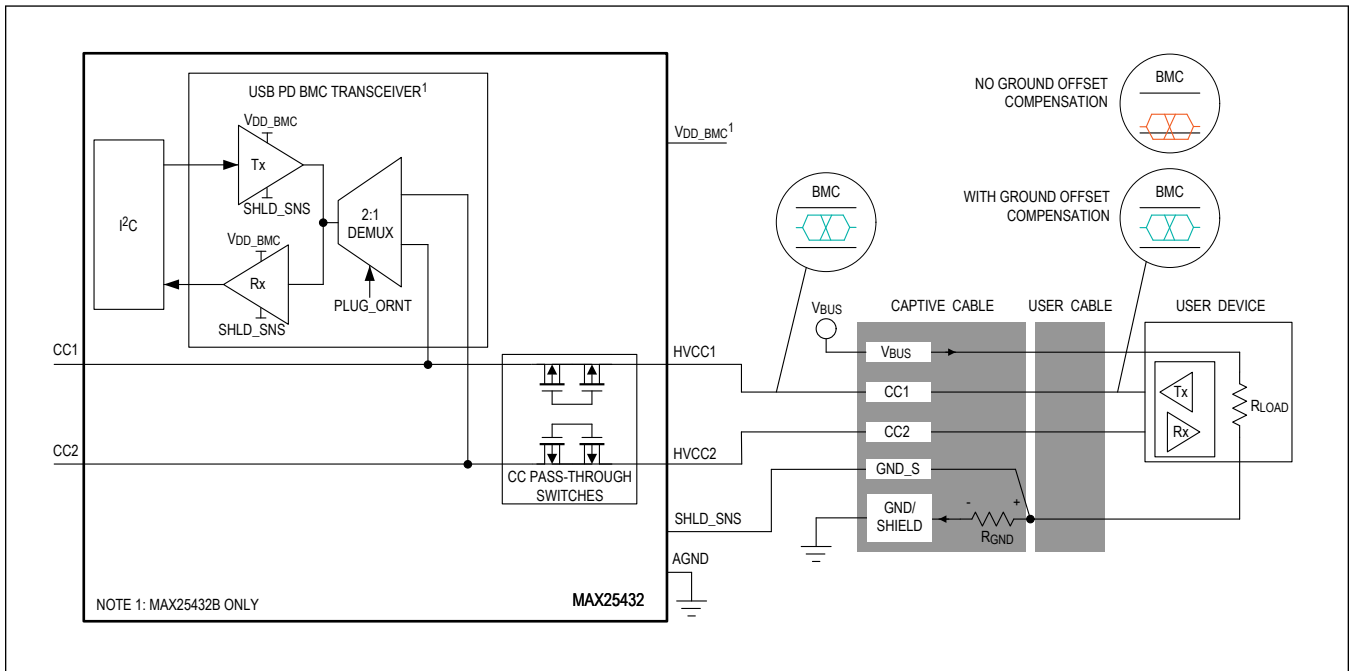 USB PD BMC TRANSCEIVER1
VDD_BMC
Tx
SHLD_SNS
I2C
VDD_BMC
Rx
SHLD_SNS
2:1
DEMUX
PLUG_ORNT
VDD_BMC1
CC1
CC2
HVCC1
HVCC2
CC PASS-THROUGH
SWITCHES
SHLD_SNS
AGND
NOTE 1: MAX25432B ONLY
MAX25432
BMC
NO GROUND OFFSET
COMPENSATION
BMC
WITH GROUND OFFSET
COMPENSATION
BMC
VBUS
CAPTIVE CABLE
USER CABLE
USER DEVICE
VBUS
CC1
CC2
GND_S
GND/
SHIELD
- +
RGND
Tx
Rx
RLOAD